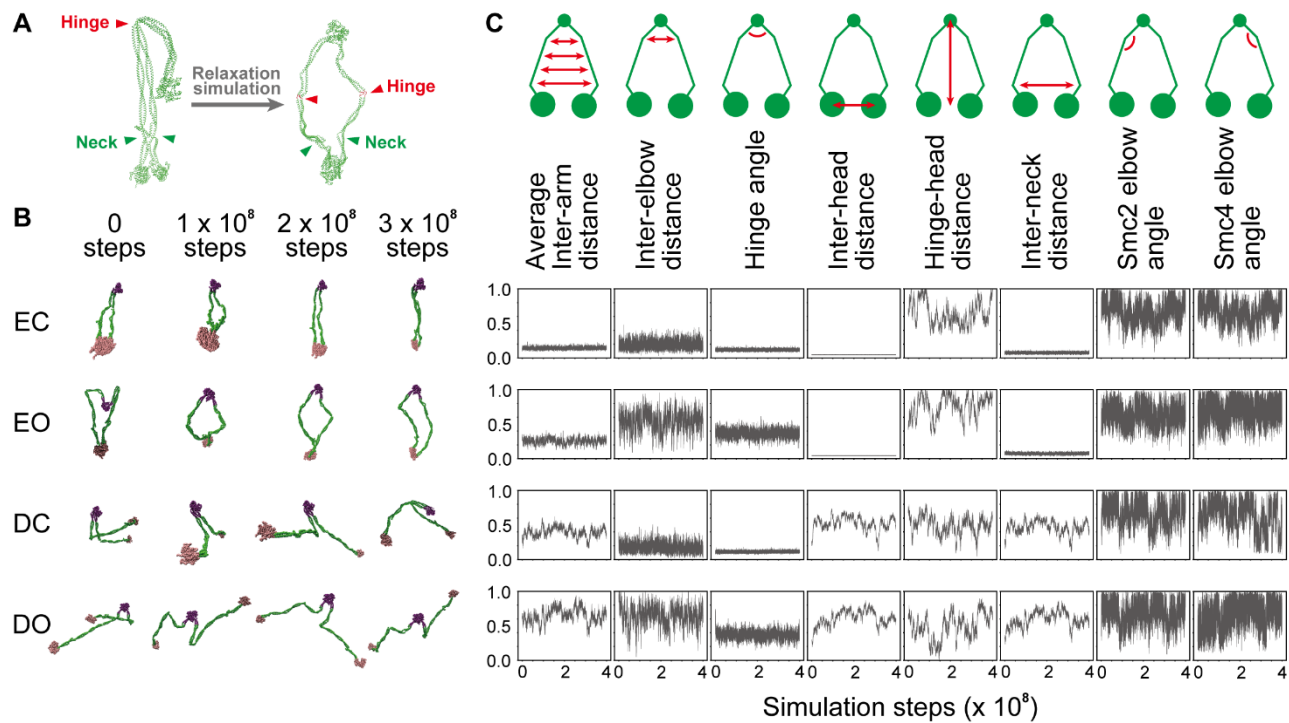 A
Hinge
Relaxation
simulation
Hinge
Neck
Neck
B
0
steps
1 x 10⁸
steps
2 x 10⁸
steps
3 x 10⁸
steps
EC
EO
DC
DO
C
Average
Inter-arm
distance
Inter-elbow
distance
Hinge angle
Inter-head
distance
Hinge-head
distance
Inter-neck
distance
Smc2 elbow
angle
Smc4 elbow
angle
1.0
0.5
0.0
1.0
0.5
0.0
1.0
0.5
0.0
1.0
0.5
0.0
0 2 4 0 2 4 0 2 4 0 2 4 0 2 4 0 2 4 0 2 4 0 2 4
Simulation steps (x 10⁸)